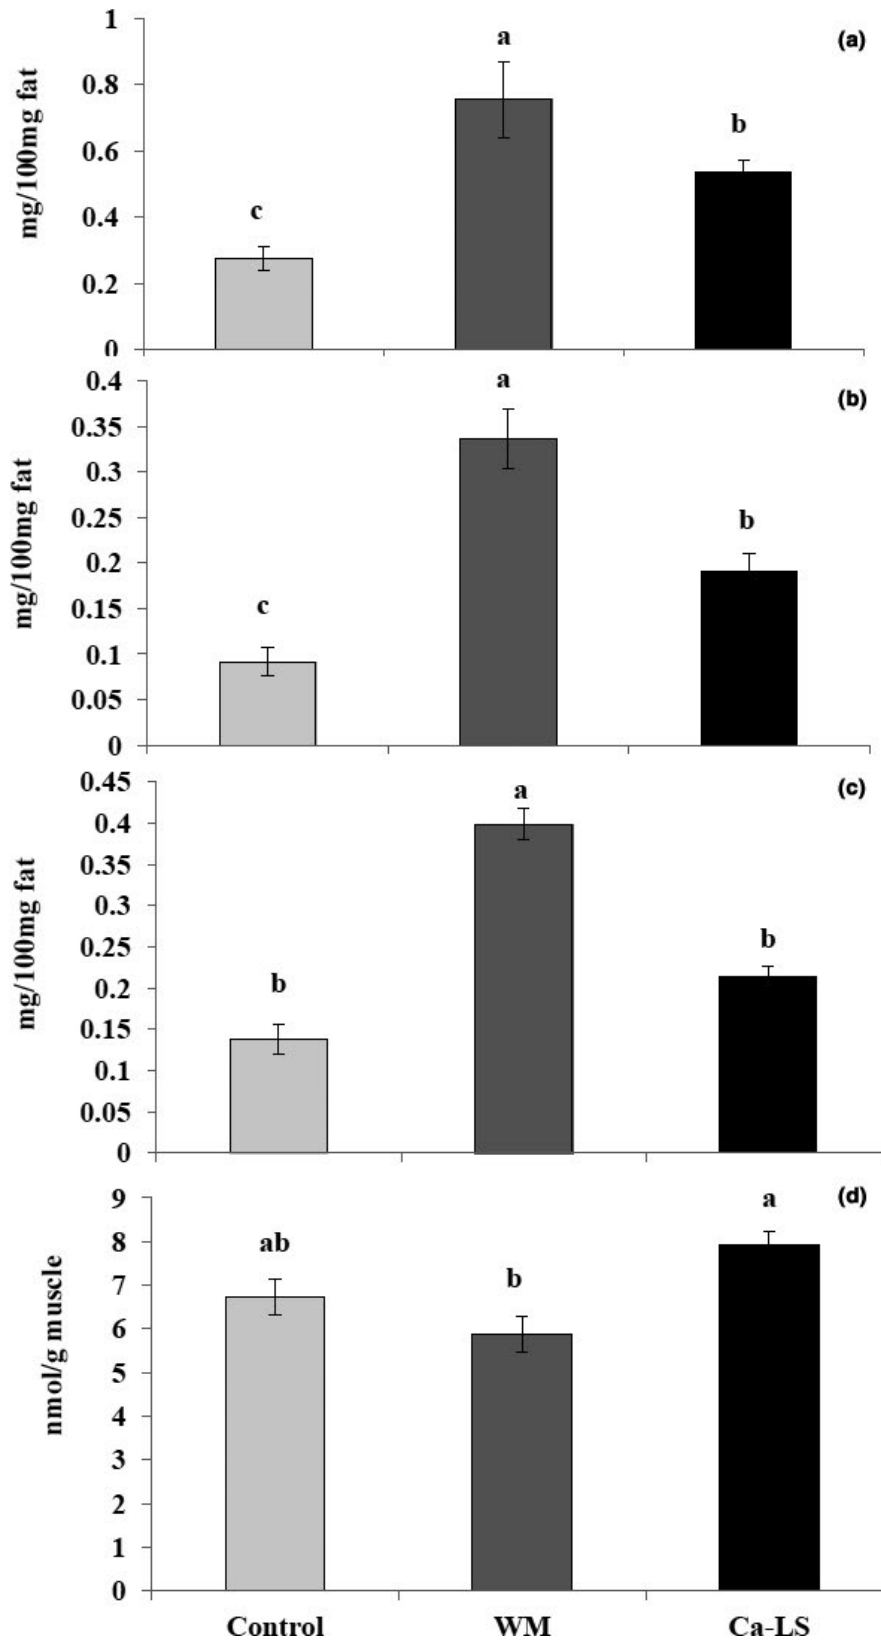 (a)
mg/100mg fat
1
0.8
0.6
0.4
0.2
0
c
a
b
(b)
mg/100mg fat
0.4
0.35
0.3
0.25
0.2
0.15
0.1
0.05
0
c
a
b
(c)
mg/100mg fat
0.45
0.4
0.35
0.3
0.25
0.2
0.15
0.1
0.05
0
b
a
b
(d)
nmol/g muscle
9
8
7
6
5
4
3
2
1
0
ab
b
a
Control WM Ca-LS